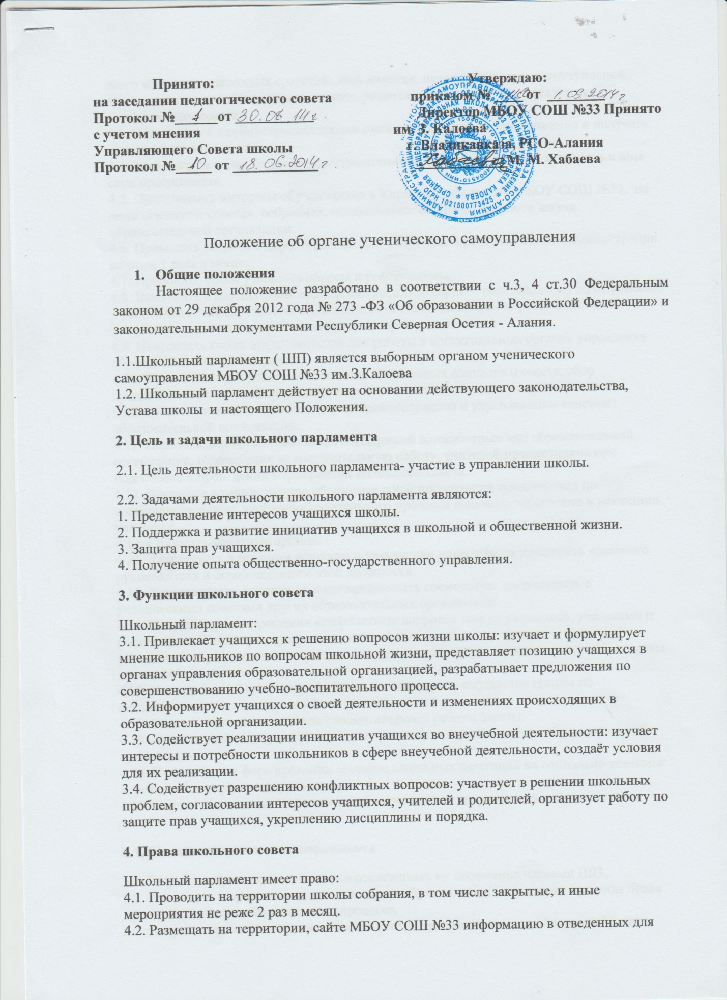 Принято:
на заседании педагогического совета
Протокол №______1от 30.08 14г
с учетом мнения
Управляющего Совета школы
Протокол № 10 от 18.06.2014г
Утверждаю:
приказом № от 1.09.2014г.
Директор МБОУ СОШ №33 Принято
им. З. Калоева
г. Владикавказа, РСО-Алания
Хабаева М. М. Хабаева
ОГРН 1021500773425
Положение об органе ученического самоуправления
1. Общие положения
Настоящее положение разработано в соответствии с ч.3, 4 ст.30 Федеральным
законом от 29 декабря 2012 года № 273 -ФЗ «Об образовании в Российской Федерации» и
законодательными документами Республики Северная Осетия - Алания.
1.1.Школьный парламент ( ШП) является выборным органом ученического
самоуправления МБОУ СОШ №33 им.З.Калоева
1.2. Школьный парламент действует на основании действующего законодательства,
Устава школы и настоящего Положения.
2. Цель и задачи школьного парламента
2.1. Цель деятельности школьного парламента- участие в управлении школы.
2.2. Задачами деятельности школьного парламента являются:
1. Представление интересов учащихся школы.
2. Поддержка и развитие инициатив учащихся в школьной и общественной жизни.
3. Защита прав учащихся.
4. Получение опыта общественно-государственного управления.
3. Функции школьного совета
Школьный парламент:
3.1. Привлекает учащихся к решению вопросов жизни школы: изучает и формулирует
мнение школьников по вопросам школьной жизни, представляет позицию учащихся в
органах управления образовательной организацией, разрабатывает предложения по
совершенствованию учебно-воспитательного процесса.
3.2. Информирует учащихся о своей деятельности и изменениях происходящих в
образовательной организации.
3.3. Содействует реализации инициатив учащихся во внеучебной деятельности: изучает
интересы и потребности школьников в сфере внеучебной деятельности, создаёт условия
для их реализации.
3.4. Содействует разрешению конфликтных вопросов: участвует в решении школьных
проблем, согласовании интересов учащихся, учителей и родителей, организует работу по
защите прав учащихся, укреплению дисциплины и порядка.
4. Права школьного совета
Школьный парламент имеет право:
4.1. Проводить на территории школы собрания, в том числе закрытые, и иные
мероприятия не реже 2 раз в месяц.
4.2. Размещать на территории, сайте МБОУ СОШ №33 информацию в отведенных для